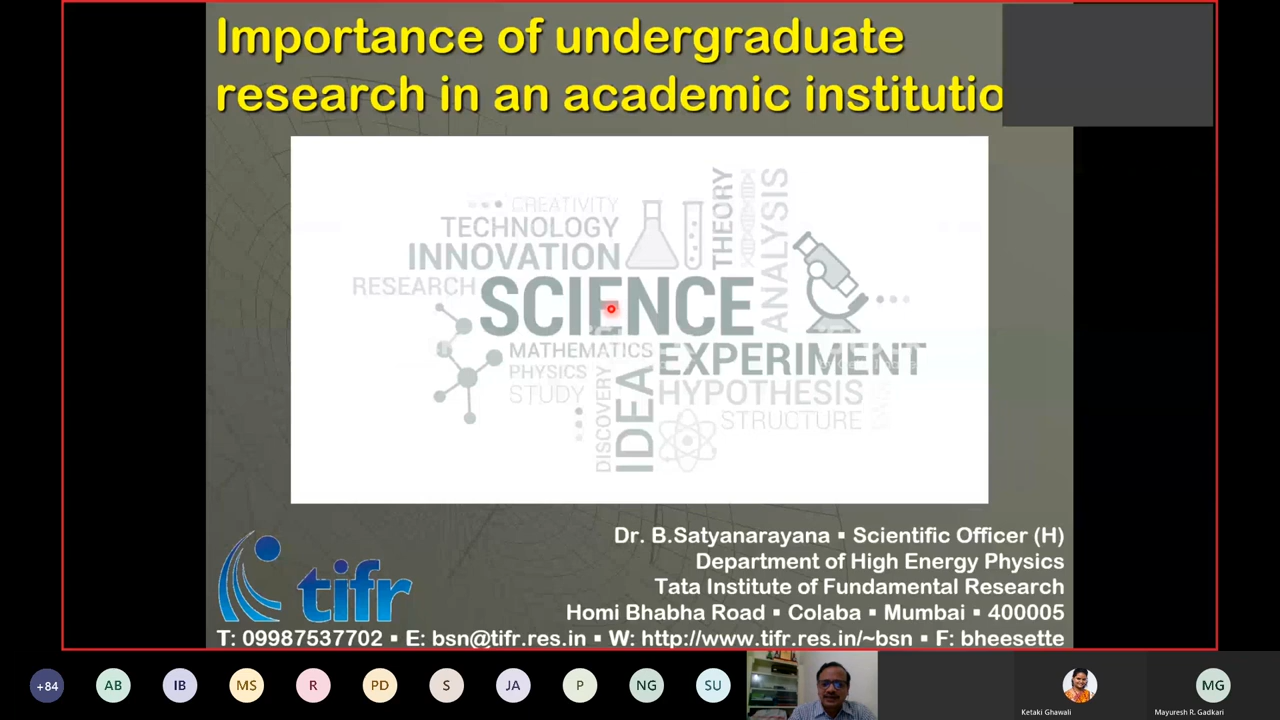 Importance of undergraduate
research in an academic institutio
CREATIVITY
TECHNOLOGY
INNOVATION
RESEARCH
SCIENCE
THEORY
ANALYSIS
MATHEMATICS
PHYSICS
STUDY
DISCOVERY
IDEA
EXPERIMENT
HYPOTHESIS
STRUCTURE
Dr. B.Satyanarayana ▪ Scientific Officer (H)
Department of High Energy Physics
Tata Institute of Fundamental Research
Homi Bhabha Road ▪ Colaba ▪ Mumbai ▪ 400005
tifr
T: 09987537702 ▪ E: bsn@tifr.res.in ▪ W: http://www.tifr.res.in/~bsn ▪ F: bheesette
+84 AB IB MS R PD S JA P NG SU MG
Ketaki Ghawali Mayuresh R. Gadkari